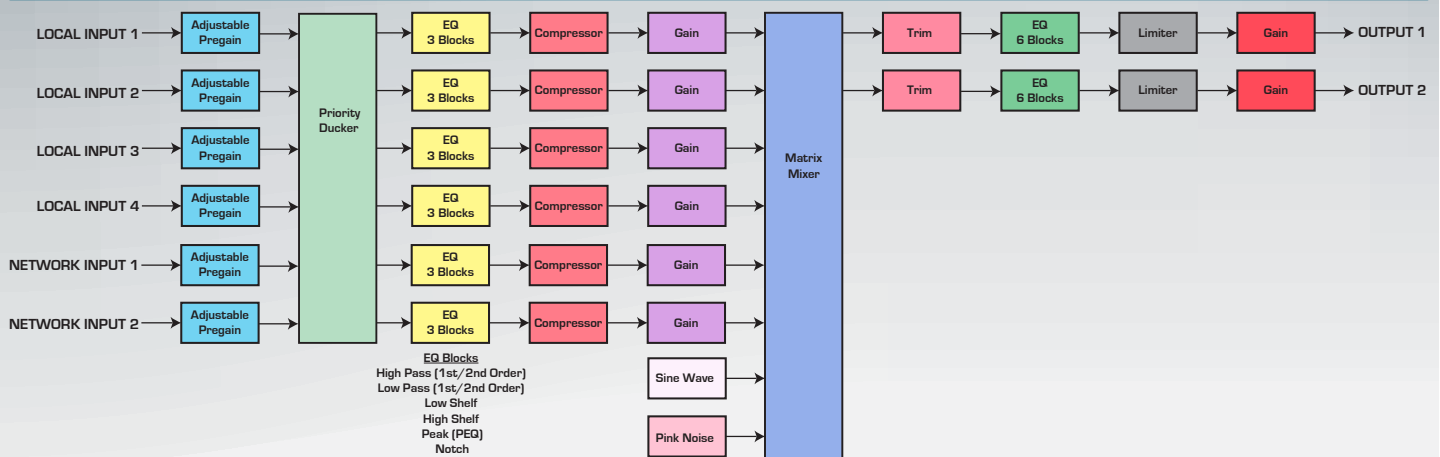 LOCAL INPUT 1
Adjustable
Pregain
EQ
3 Blocks
Compressor
Gain
Trim
EQ
6 Blocks
Limiter
Gain
OUTPUT 1
LOCAL INPUT 2
Adjustable
Pregain
EQ
3 Blocks
Compressor
Gain
Trim
EQ
6 Blocks
Limiter
Gain
OUTPUT 2
Priority
Ducker
LOCAL INPUT 3
Adjustable
Pregain
EQ
3 Blocks
Compressor
Gain
Matrix
Mixer
LOCAL INPUT 4
Adjustable
Pregain
EQ
3 Blocks
Compressor
Gain
NETWORK INPUT 1
Adjustable
Pregain
EQ
3 Blocks
Compressor
Gain
NETWORK INPUT 2
Adjustable
Pregain
EQ
3 Blocks
Compressor
Gain
EQ Blocks
High Pass (1st/2nd Order)
Low Pass (1st/2nd Order)
Low Shelf
High Shelf
Peak (PEQ)
Notch
Sine Wave
Pink Noise